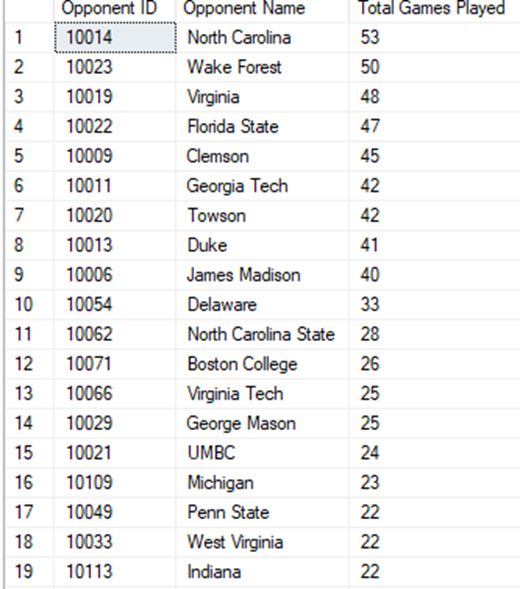 Opponent ID Opponent Name Total Games Played
1 10014 North Carolina 53
2 10023 Wake Forest 50
3 10019 Virginia 48
4 10022 Florida State 47
5 10009 Clemson 45
6 10011 Georgia Tech 42
7 10020 Towson 42
8 10013 Duke 41
9 10006 James Madison 40
10 10054 Delaware 33
11 10062 North Carolina State 28
12 10071 Boston College 26
13 10066 Virginia Tech 25
14 10029 George Mason 25
15 10021 UMBC 24
16 10109 Michigan 23
17 10049 Penn State 22
18 10033 West Virginia 22
19 10113 Indiana 22